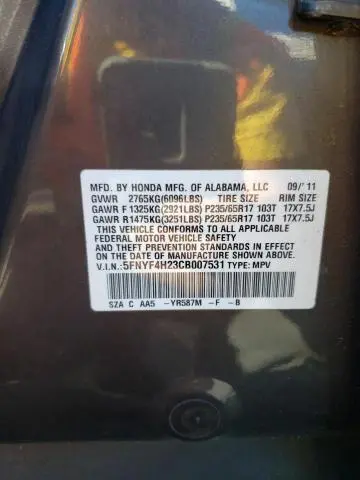 MFD. BY HONDA MFG. OF ALABAMA, LLC 09/'11
GVWR 2765KG(6096LBS) TIRE SIZE RIM SIZE
GAWR F 1325KG(2921LBS) P235/65R17 103T 17X7.5J
GAWR R1475KG(3251LBS) P235/65R17 103T 17X7.5J
THIS VEHICLE CONFORMS TO ALL APPLICABLE
FEDERAL MOTOR VEHICLE SAFETY
AND THEFT PREVENTION STANDARDS IN EFFECT
ON THE DATE OF MANUFACTURE SHOWN ABOVE.
V.I.N.: 5FNYF4H23CB007531 TYPE: MPV
SZA C AA5 -YR587M -F -B